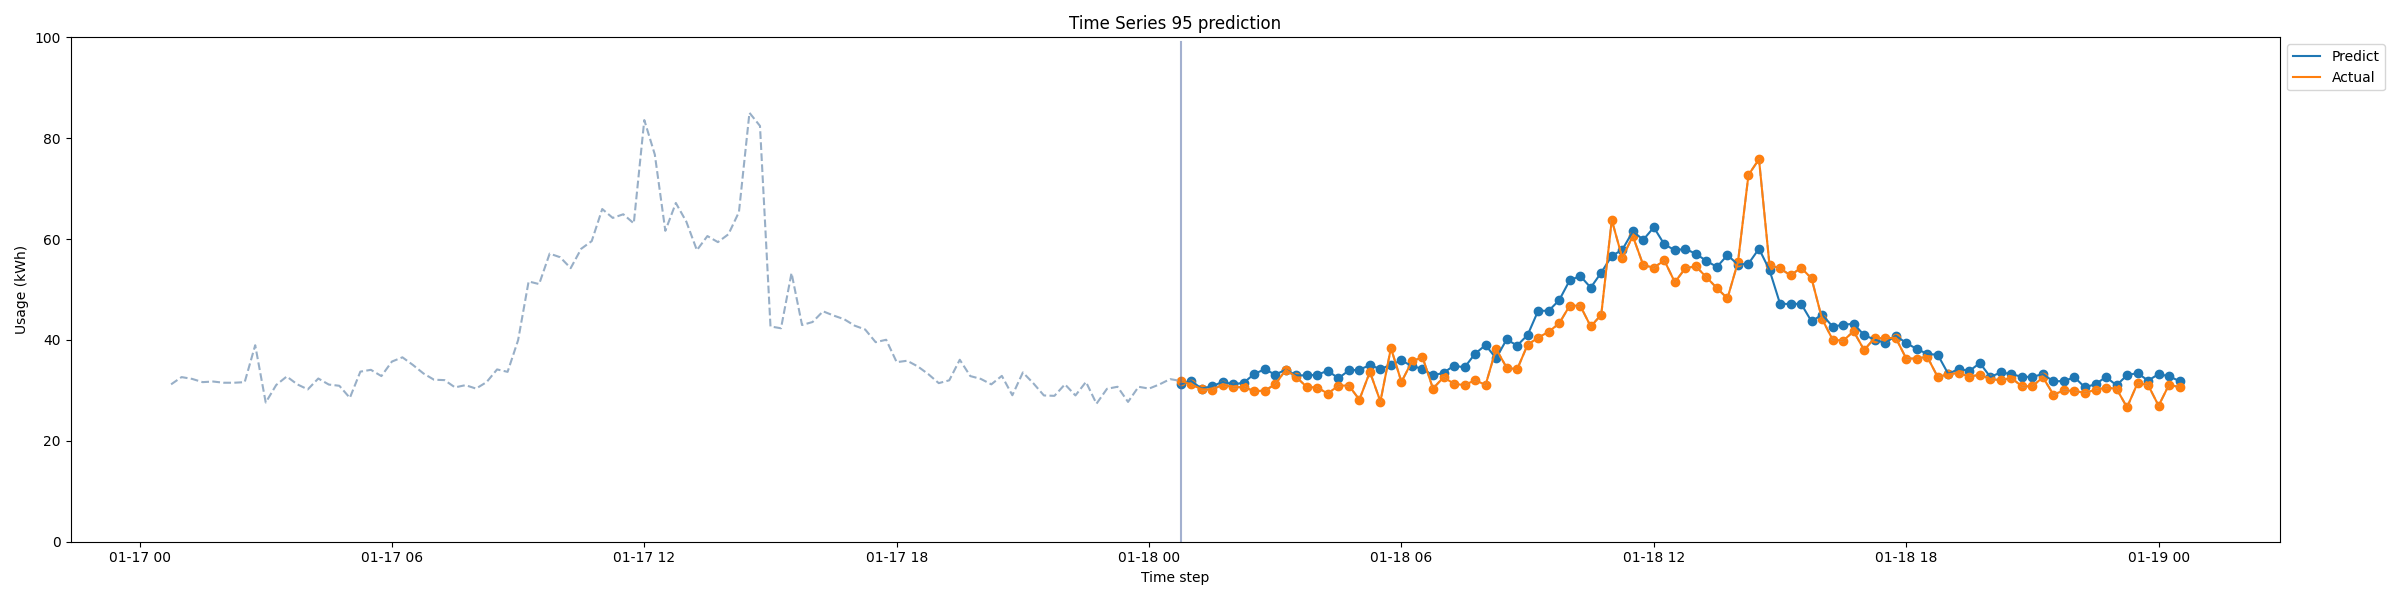 Time Series 95 prediction
100
80
60
40
20
0
Usage (kWh)
Predict
Actual
01-17 00 01-17 06 01-17 12 01-17 18 01-18 00 01-18 06 01-18 12 01-18 18 01-19 00
Time step